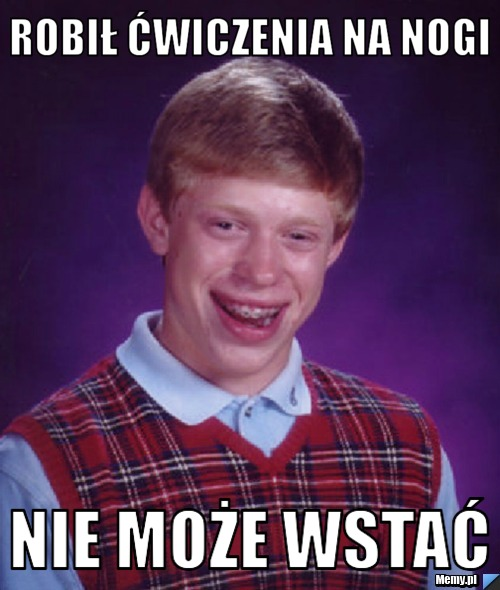 ROBIŁ ĆWICZENIA NA NOGI
NIE MOŻE WSTAĆ
Memy.pl